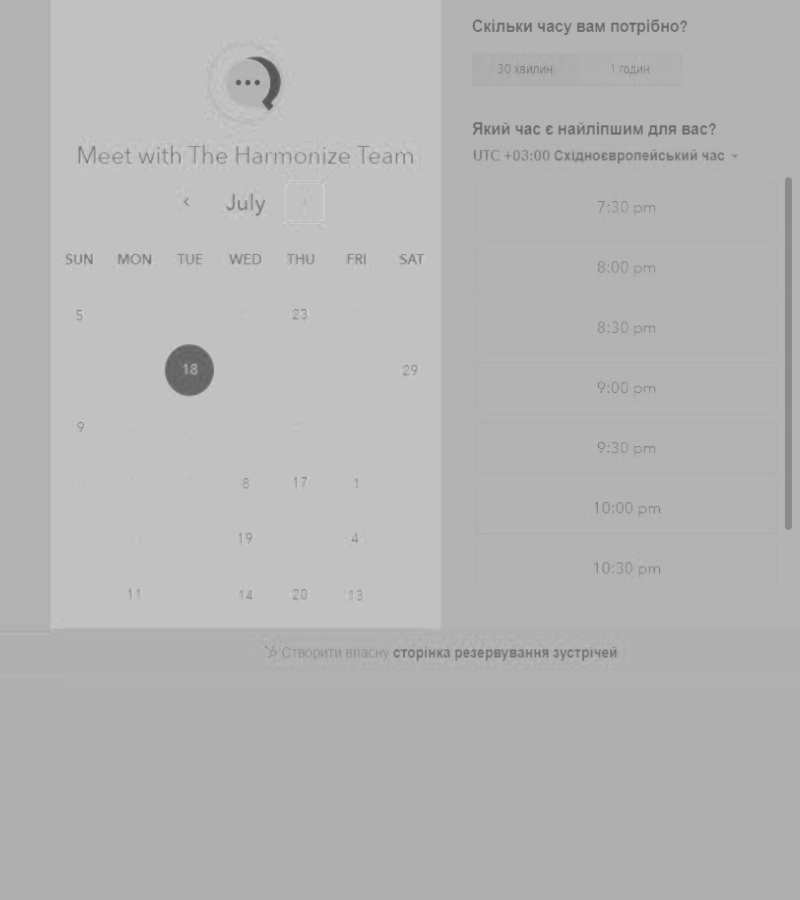 Meet with The Harmonize Team
July
SUN MON TUE WED THU FRI SAT
5 23
18 29
9
8 17 1
19 4
11 14 20 13
Скільки часу вам потрібно?
30 хвилин 1 годин
Який час є найліпшим для вас?
UTC +03:00 Східноєвропейський час
7:30 pm
8:00 pm
8:30 pm
9:00 pm
9:30 pm
10:00 pm
10:30 pm
Створити власну сторінка резервування зустрічей